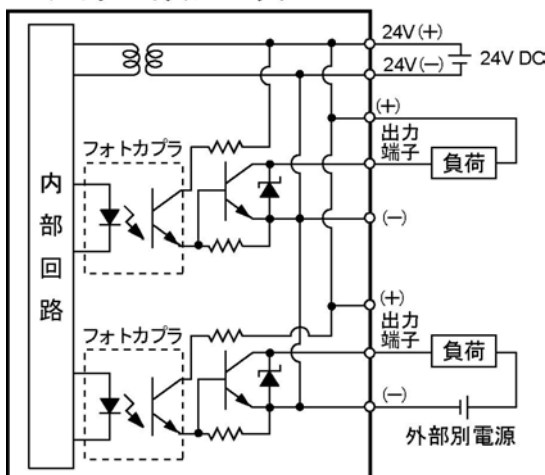 24V(+)
24V(−)
24V DC
(+)
出力
端子
負荷
(−)
フォトカプラ
内部回路
(+)
出力
端子
負荷
(−)
フォトカプラ
外部別電源